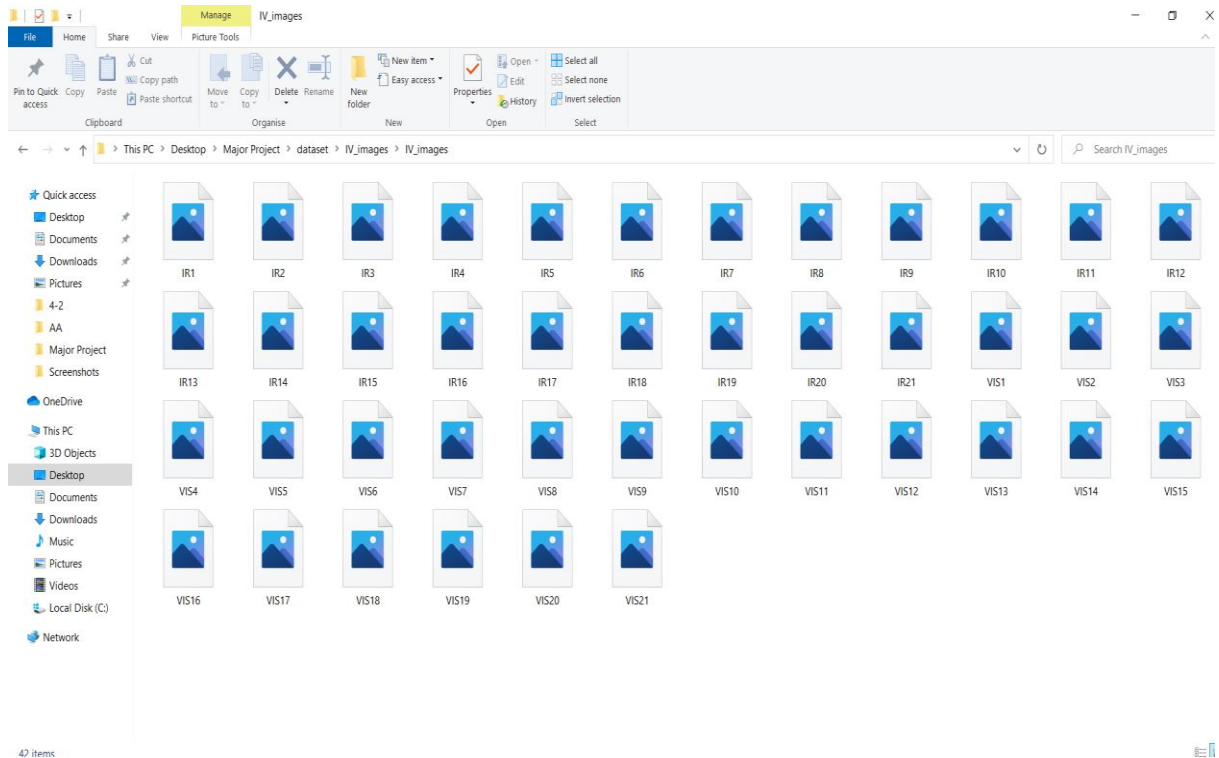 Manage IV_images
File Home Share View Picture Tools
Pin to Quick access
Copy
Paste
Cut
Copy path
Paste shortcut
Clipboard
Move to
Copy to
Delete
Rename
Organise
New folder
New item
Easy access
New
Properties
Open
Edit
History
Open
Select all
Select none
Invert selection
Select
This PC > Desktop > Major Project > dataset > IV_images > IV_images
Search IV_images
Quick access
Desktop
Documents
Downloads
Pictures
4-2
AA
Major Project
Screenshots
OneDrive
This PC
3D Objects
Desktop
Documents
Downloads
Music
Pictures
Videos
Local Disk (C:)
Network
IR1 IR2 IR3 IR4 IR5 IR6 IR7 IR8 IR9 IR10 IR11 IR12
IR13 IR14 IR15 IR16 IR17 IR18 IR19 IR20 IR21 VIS1 VIS2 VIS3
VIS4 VIS5 VIS6 VIS7 VIS8 VIS9 VIS10 VIS11 VIS12 VIS13 VIS14 VIS15
VIS16 VIS17 VIS18 VIS19 VIS20 VIS21
42 items